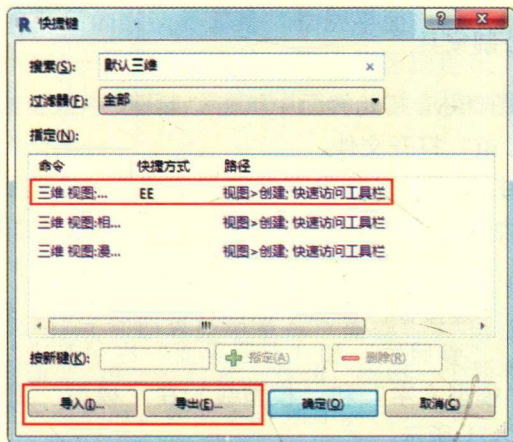 R 快捷键
搜索(S): 默认三维
过滤器(F): 全部
指定(N):
命令 快捷方式 路径
三维 视图:... EE 视图>创建; 快速访问工具栏
三维 视图:相... 视图>创建; 快速访问工具栏
三维 视图:漫... 视图>创建; 快速访问工具栏
按新键(K): 指定(A) 删除(R)
导入(I)... 导出(E)... 确定(O) 取消(C)